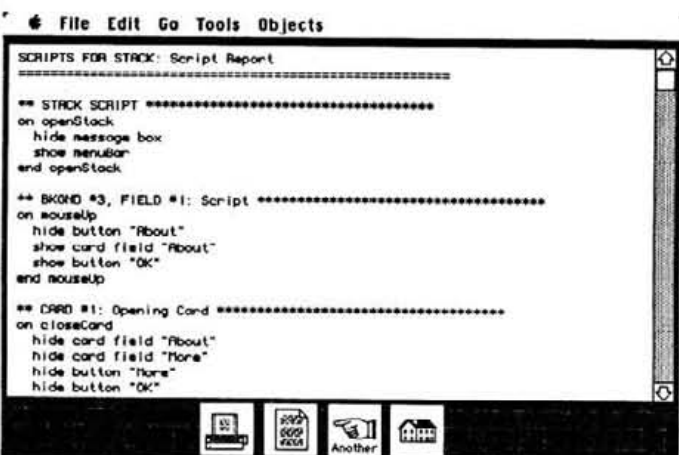 File Edit Go Tools Objects
SCRIPTS FOR STACK: Script Report
==================================================
** STACK SCRIPT ************************************
on openStack
hide message box
show menuBar
end openStack
** BKGND #3, FIELD #1: Script ************************************
on mouseUp
hide button "About"
show card field "About"
show button "OK"
end mouseUp
** CARD #1: Opening Card ************************************
on closeCard
hide card field "About"
hide card field "More"
hide button "More"
hide button "OK"
Another